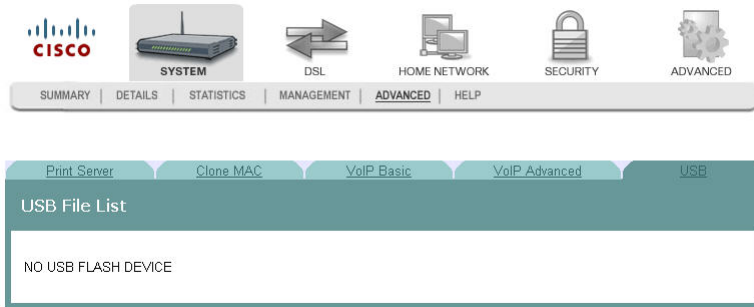 CISCO
SYSTEM DSL HOME NETWORK SECURITY ADVANCED
SUMMARY | DETAILS | STATISTICS | MANAGEMENT | ADVANCED | HELP
Print Server Clone MAC VoIP Basic VoIP Advanced USB
USB File List
NO USB FLASH DEVICE